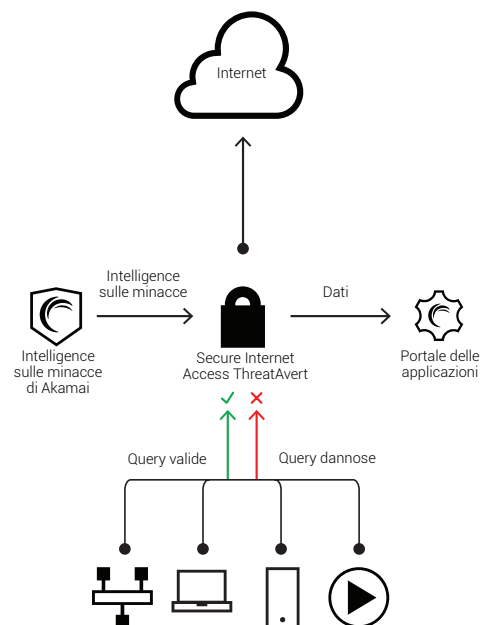 Internet
Intelligence
sulle minacce
Dati
Intelligence
sulle minacce
di Akamai
Secure Internet
Access ThreatAvert
Portale delle
applicazioni
Query valide
Query dannose